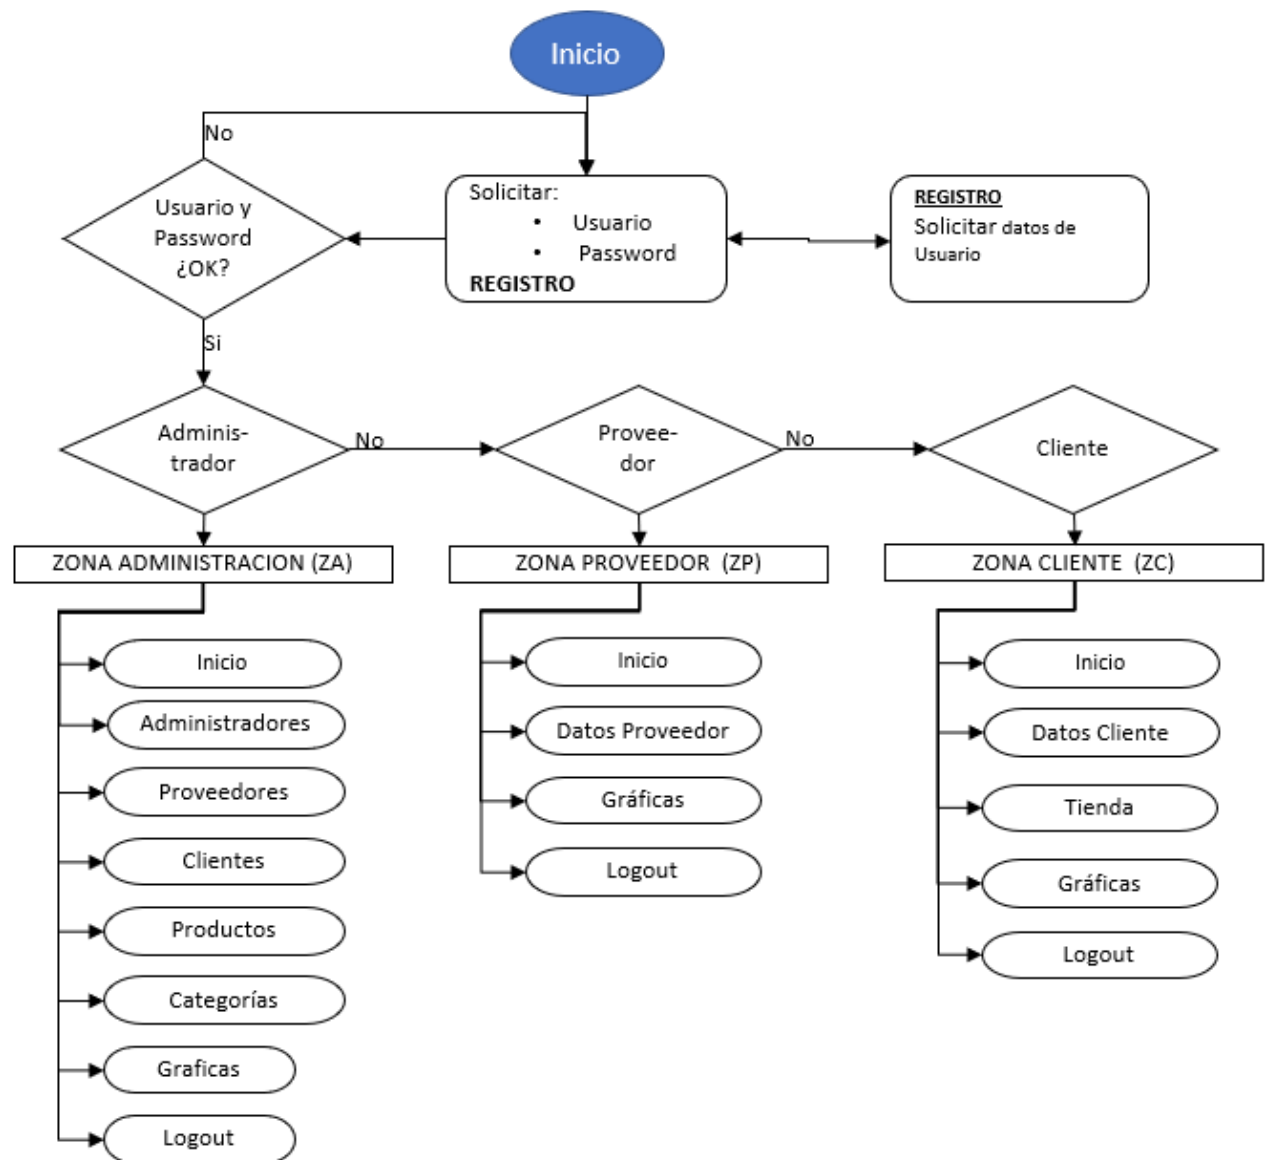 Inicio
No
Usuario y
Password
¿OK?
Solicitar:
• Usuario
• Password
REGISTRO
REGISTRO
Solicitar datos de
Usuario
Si
Adminis-
trador
No
Provee-
dor
No
Cliente
ZONA ADMINISTRACION (ZA)
Inicio
Administradores
Proveedores
Clientes
Productos
Categorías
Graficas
Logout
ZONA PROVEEDOR (ZP)
Inicio
Datos Proveedor
Gráficas
Logout
ZONA CLIENTE (ZC)
Inicio
Datos Cliente
Tienda
Gráficas
Logout